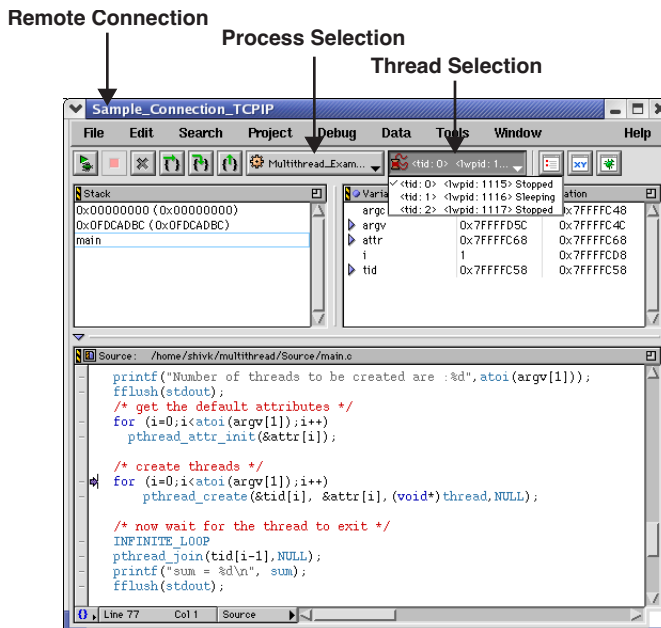 Remote Connection
Process Selection
Thread Selection
Sample_Connection_TCPIP
File Edit Search Project Debug Data Tools Window Help
Multithread_Exam... <tid: 0> <lwpid: 1...
Stack
0x00000000 (0x00000000)
0x0FDCADBC (0x0FDCADBC)
main
Varia ation
✓ <tid: 0> <lwpid: 1115> Stopped
<tid: 1> <lwpid: 1116> Sleeping
<tid: 2> <lwpid: 1117> Stopped
argc 0x7FFFFC48
argv 0x7FFFFD5C 0x7FFFFC4C
attr 0x7FFFFC68 0x7FFFFC68
i 1 0x7FFFFCD8
tid 0x7FFFFC58 0x7FFFFC58
Source: /home/shivk/multithread/Source/main.c
printf("Number of threads to be created are :%d",atoi(argv[1]));
fflush(stdout);
/* get the default attributes */
for (i=0;i<atoi(argv[1]);i++)
pthread_attr_init(&attr[i]);
/* create threads */
for (i=0;i<atoi(argv[1]);i++)
pthread_create(&tid[i], &attr[i],(void*)thread,NULL);
/* now wait for the thread to exit */
INFINITE_LOOP
pthread_join(tid[i-1],NULL);
printf("sum = %d\n", sum);
fflush(stdout);
{} Line 77 Col 1 Source